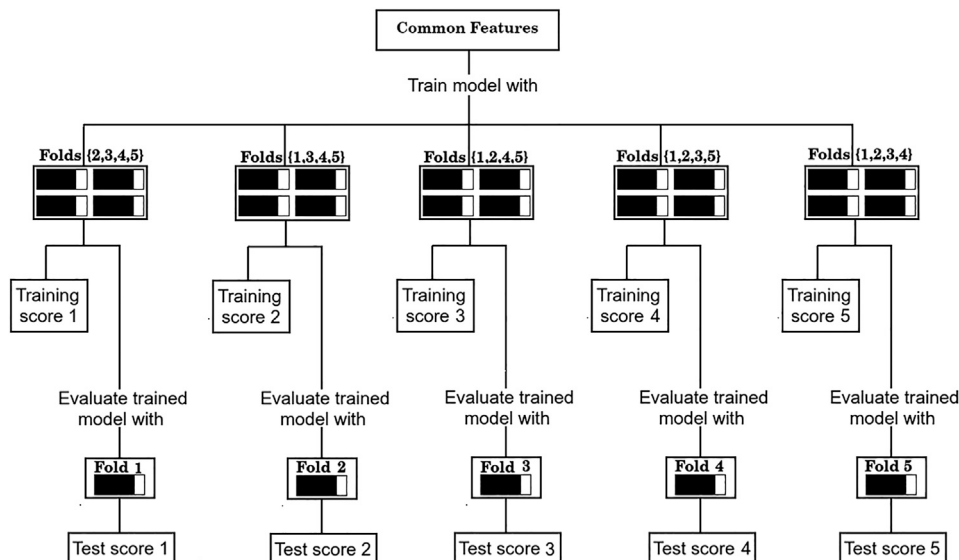 Common Features
Train model with
Folds {2,3,4,5}
Folds {1,3,4,5}
Folds {1,2,4,5}
Folds {1,2,3,5}
Folds {1,2,3,4}
Training
score 1
Training
score 2
Training
score 3
Training
score 4
Training
score 5
Evaluate trained
model with
Evaluate trained
model with
Evaluate trained
model with
Evaluate trained
model with
Evaluate trained
model with
Fold 1
Fold 2
Fold 3
Fold 4
Fold 5
Test score 1
Test score 2
Test score 3
Test score 4
Test score 5